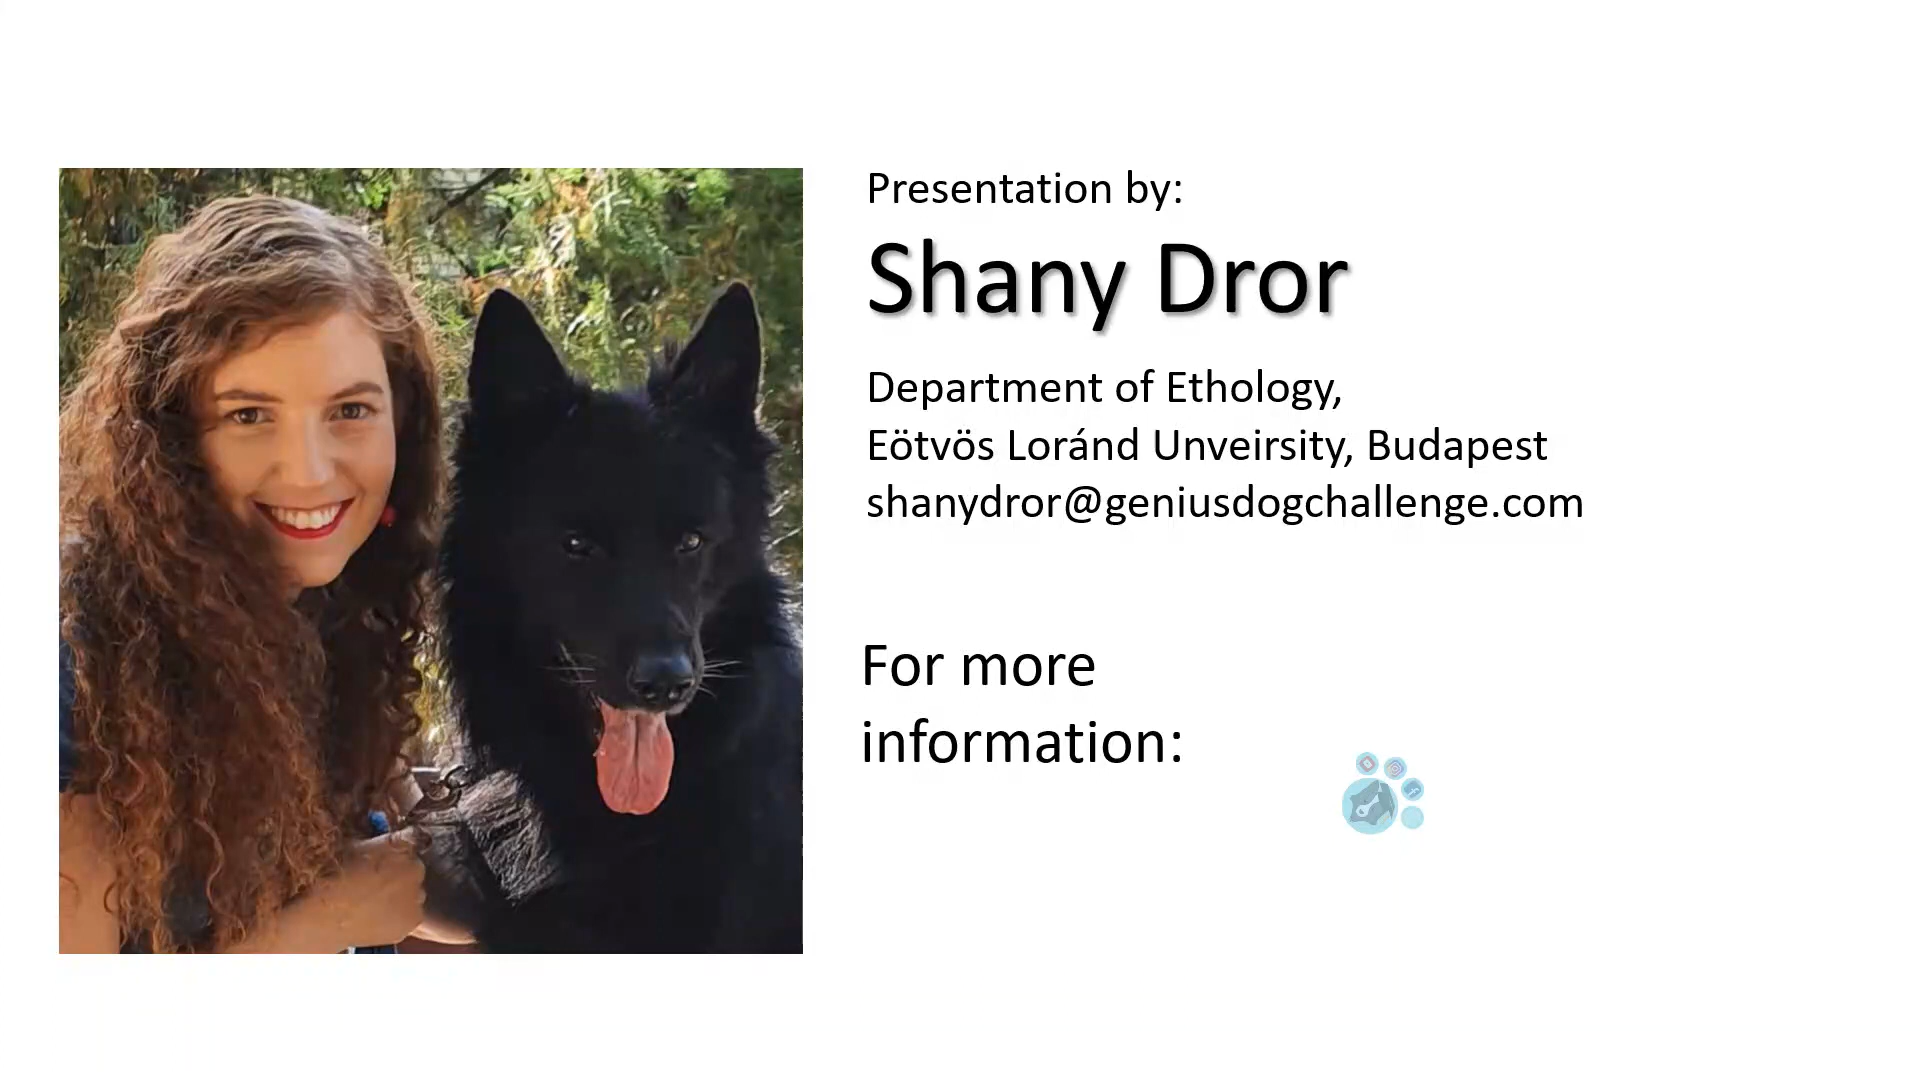 Presentation by:
Shany Dror
Department of Ethology,
Eötvös Loránd Unveirsity, Budapest
shanydror@geniusdogchallenge.com
For more
information: